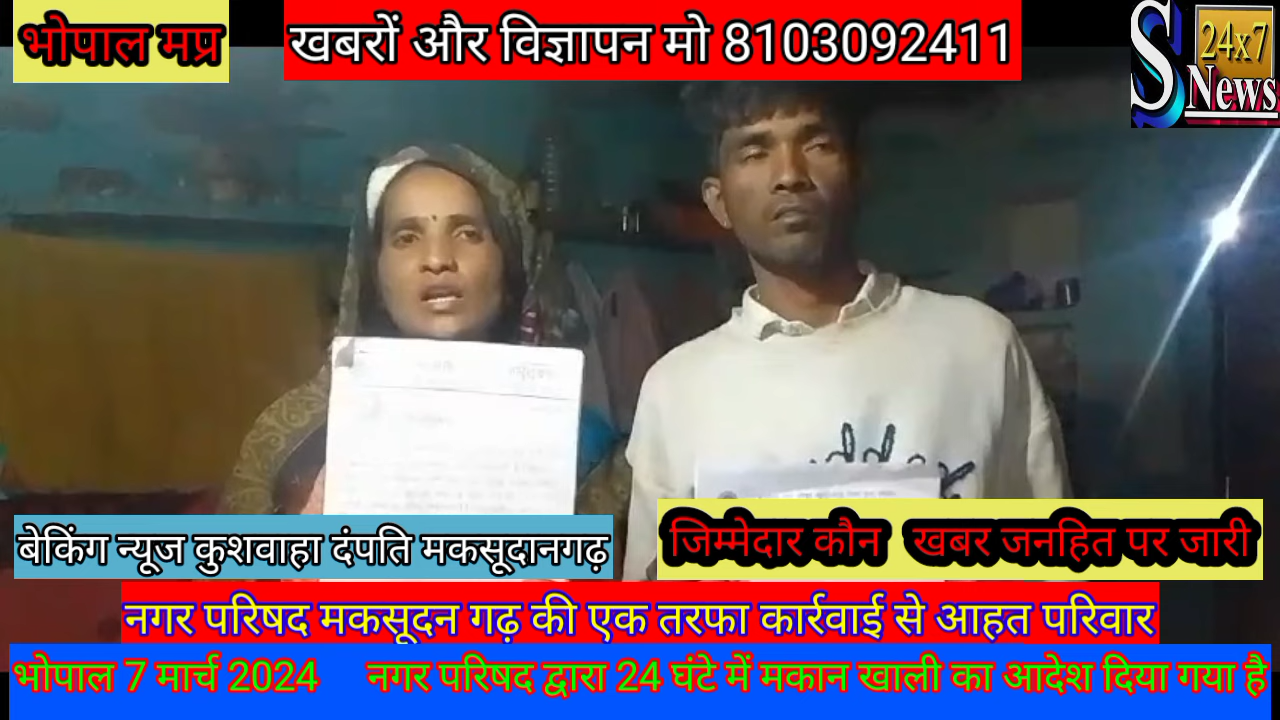 भोपाल मप्र
खबरों और विज्ञापन मो 8103092411
S 24x7
News
बेकिंग न्यूज कुशवाहा दंपति मकसूदानगढ़
जिम्मेदार कौन खबर जनहित पर जारी
नगर परिषद मकसूदन गढ़ की एक तरफा कार्रवाई से आहत परिवार
भोपाल 7 मार्च 2024 नगर परिषद द्वारा 24 घंटे में मकान खाली का आदेश दिया गया है